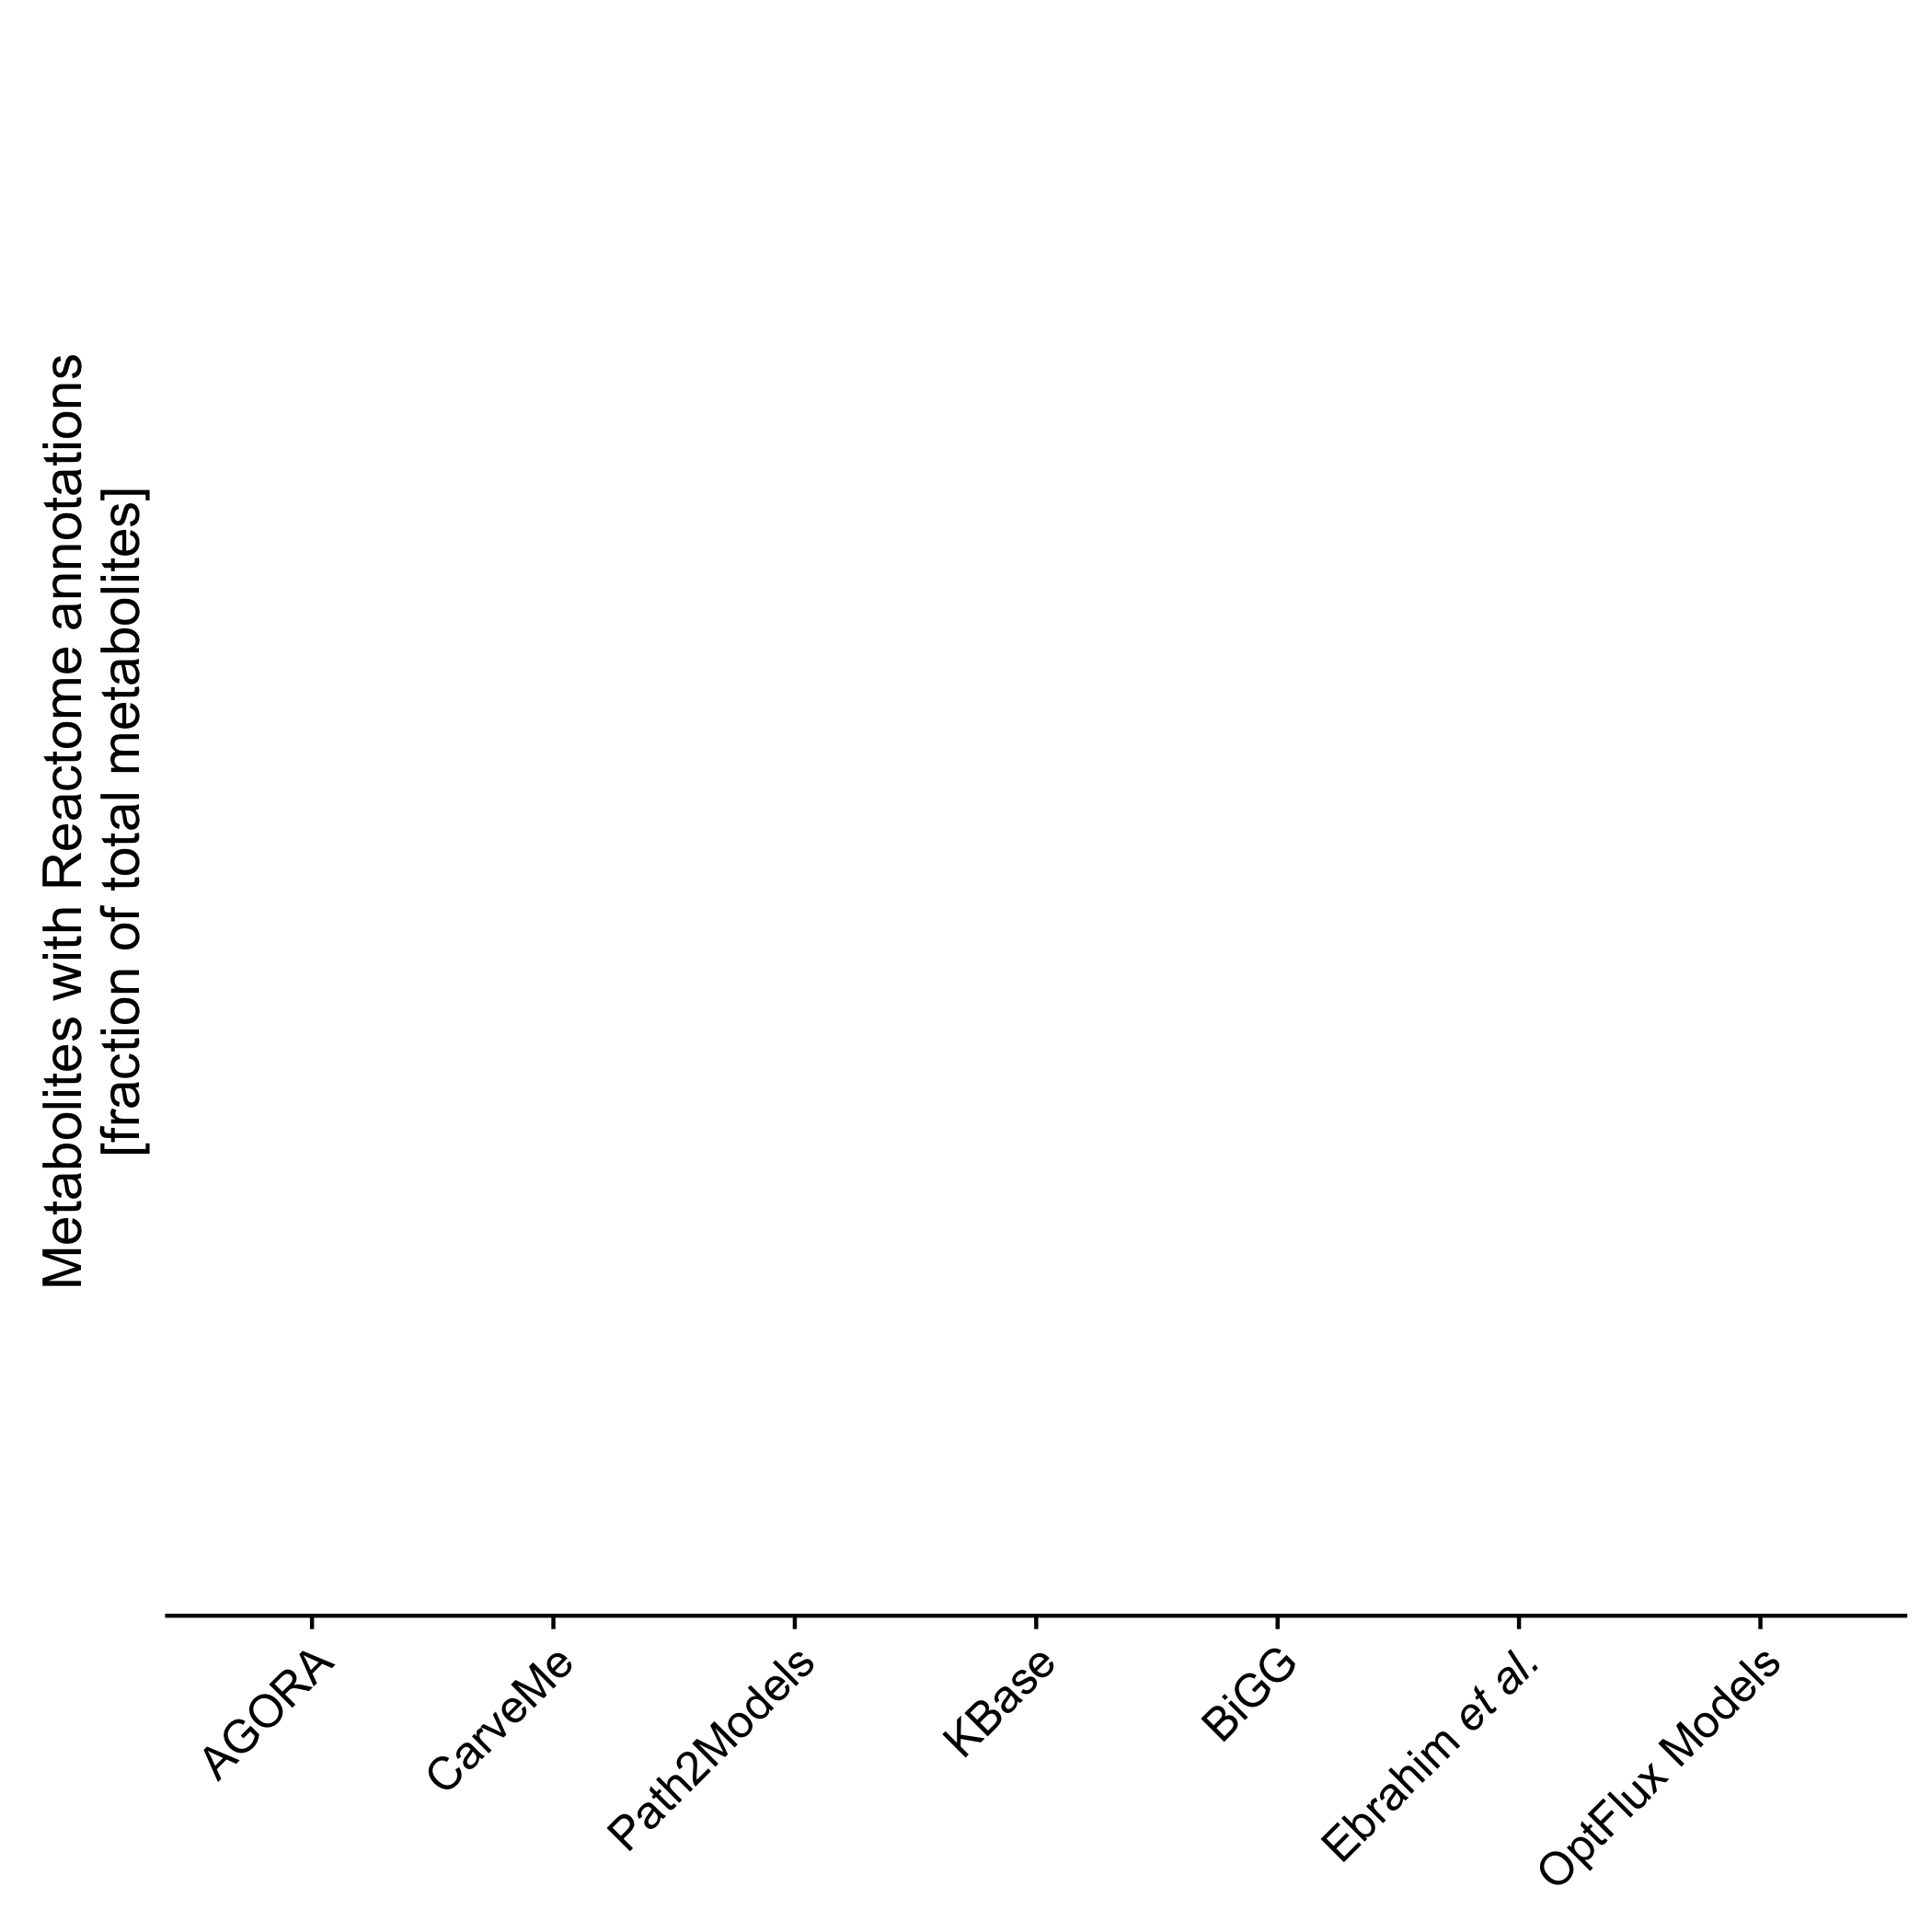 Metabolites with Reactome annotations
[fraction of total metabolites]
AGORA
CarveMe
Path2Models
KBase
BiGG
Ebrahim et al.
OptFlux Models